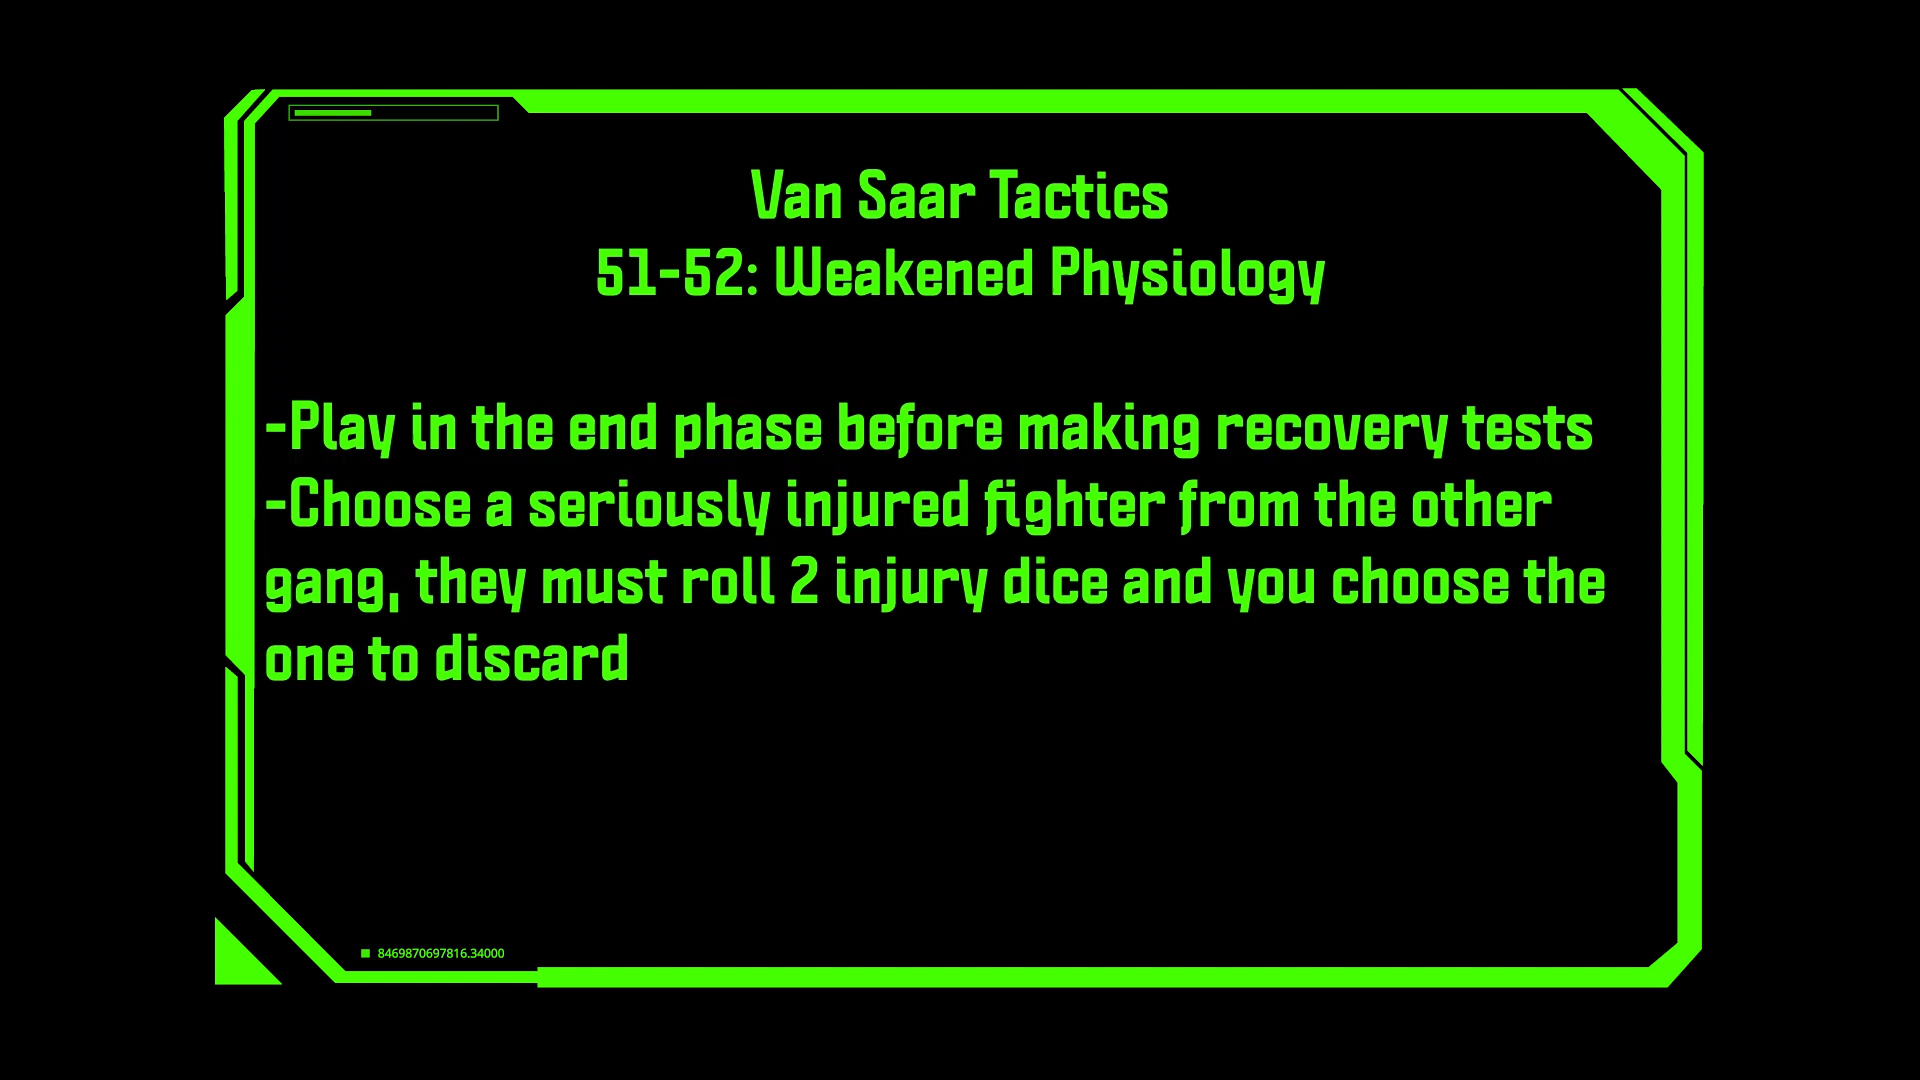 Van Saar Tactics
51-52: Weakened Physiology
-Play in the end phase before making recovery tests
-Choose a seriously injured fighter from the other
gang, they must roll 2 injury dice and you choose the
one to discard
8469870697816.34000